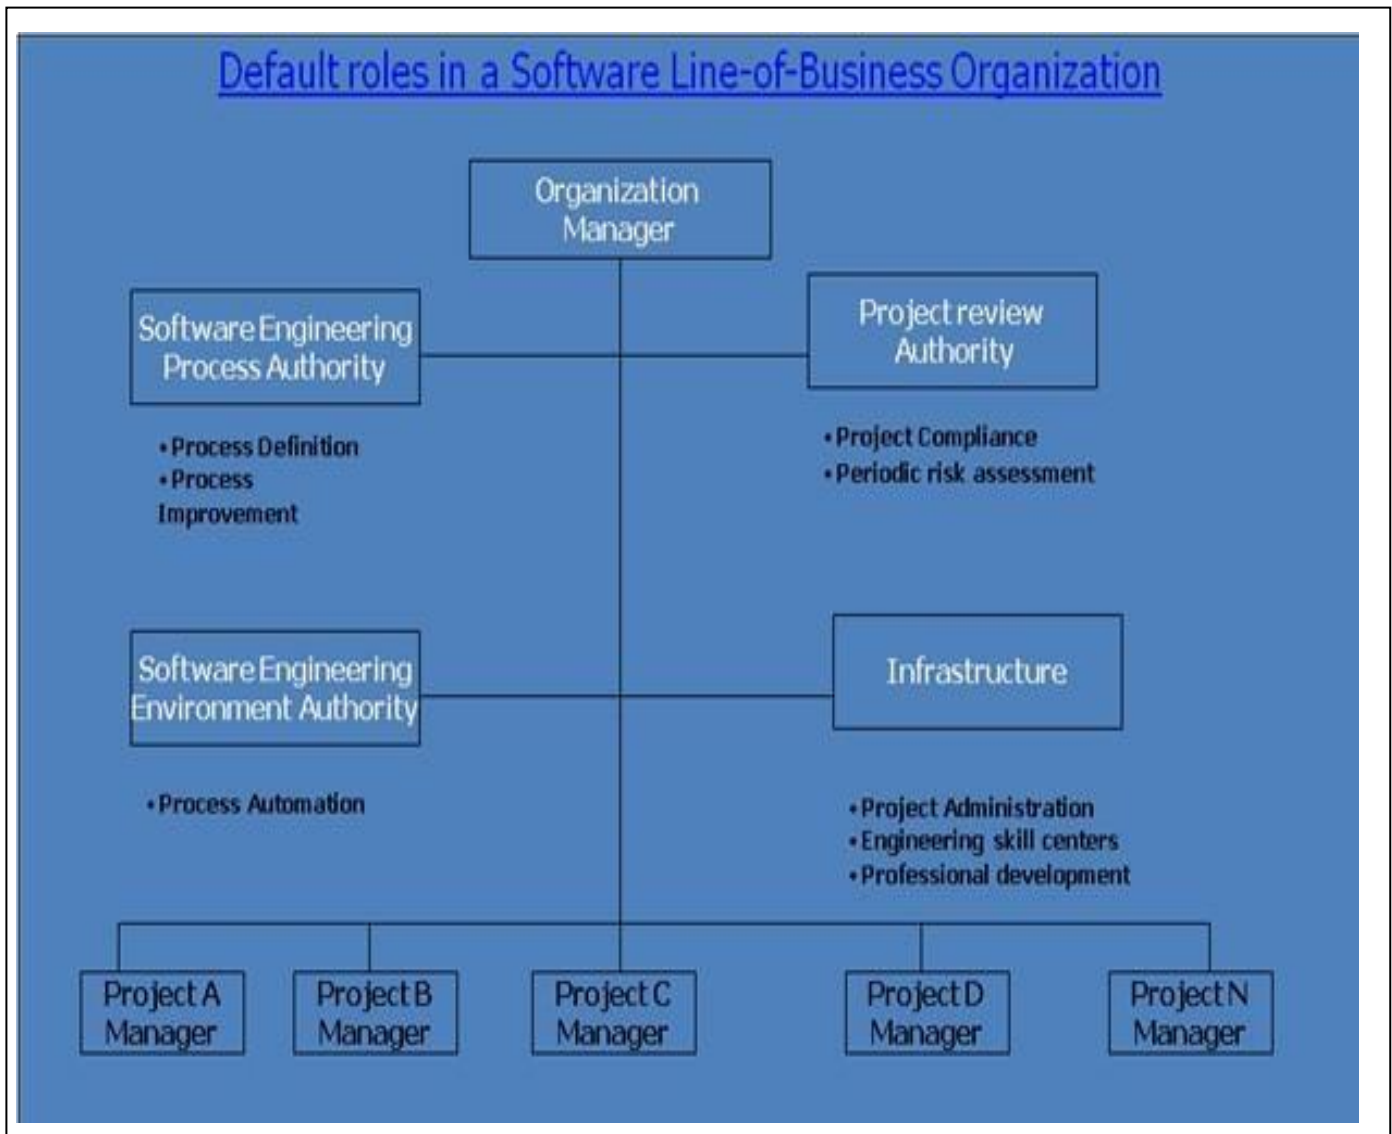 Default roles in a Software Line-of-Business Organization
Organization
Manager
Software Engineering
Process Authority
Project review
Authority
• Process Definition
• Process
Improvement
• Project Compliance
• Periodic risk assessment
Software Engineering
Environment Authority
Infrastructure
• Process Automation
• Project Administration
• Engineering skill centers
• Professional development
Project A
Manager
Project B
Manager
Project C
Manager
Project D
Manager
Project N
Manager